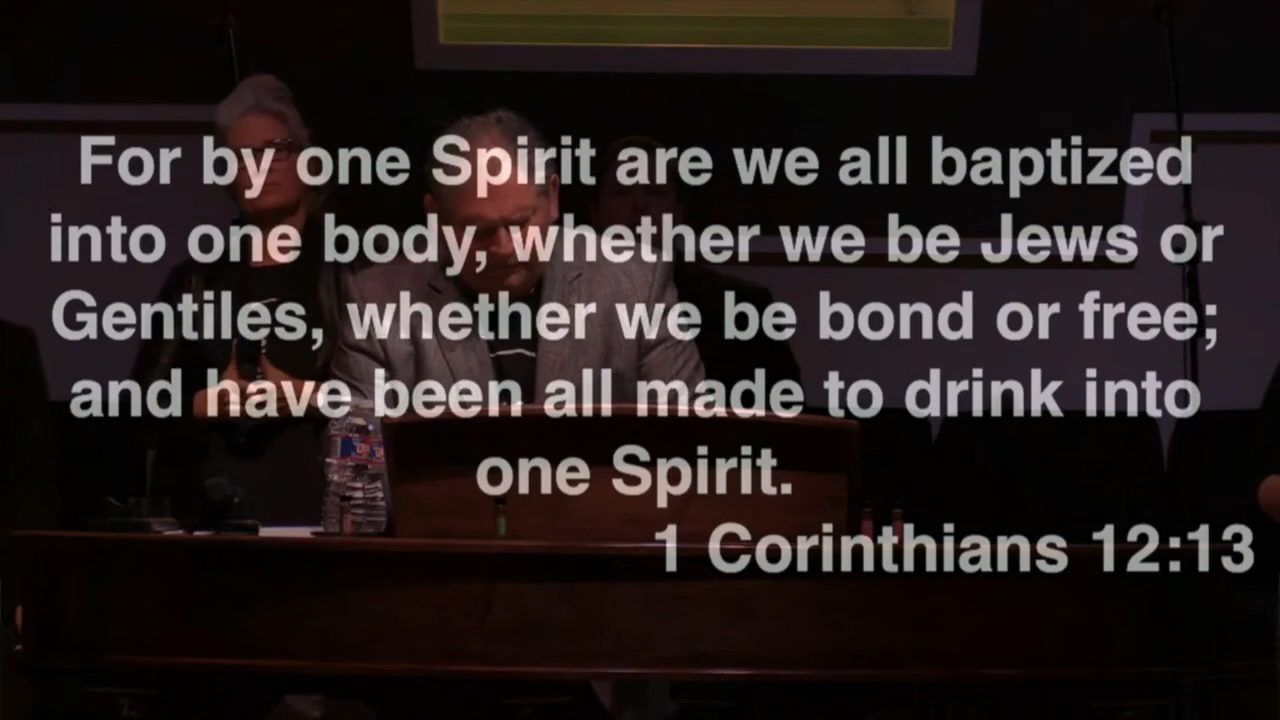 For by one Spirit are we all baptized
into one body, whether we be Jews or
Gentiles, whether we be bond or free;
and have been all made to drink into
one Spirit.
1 Corinthians 12:13